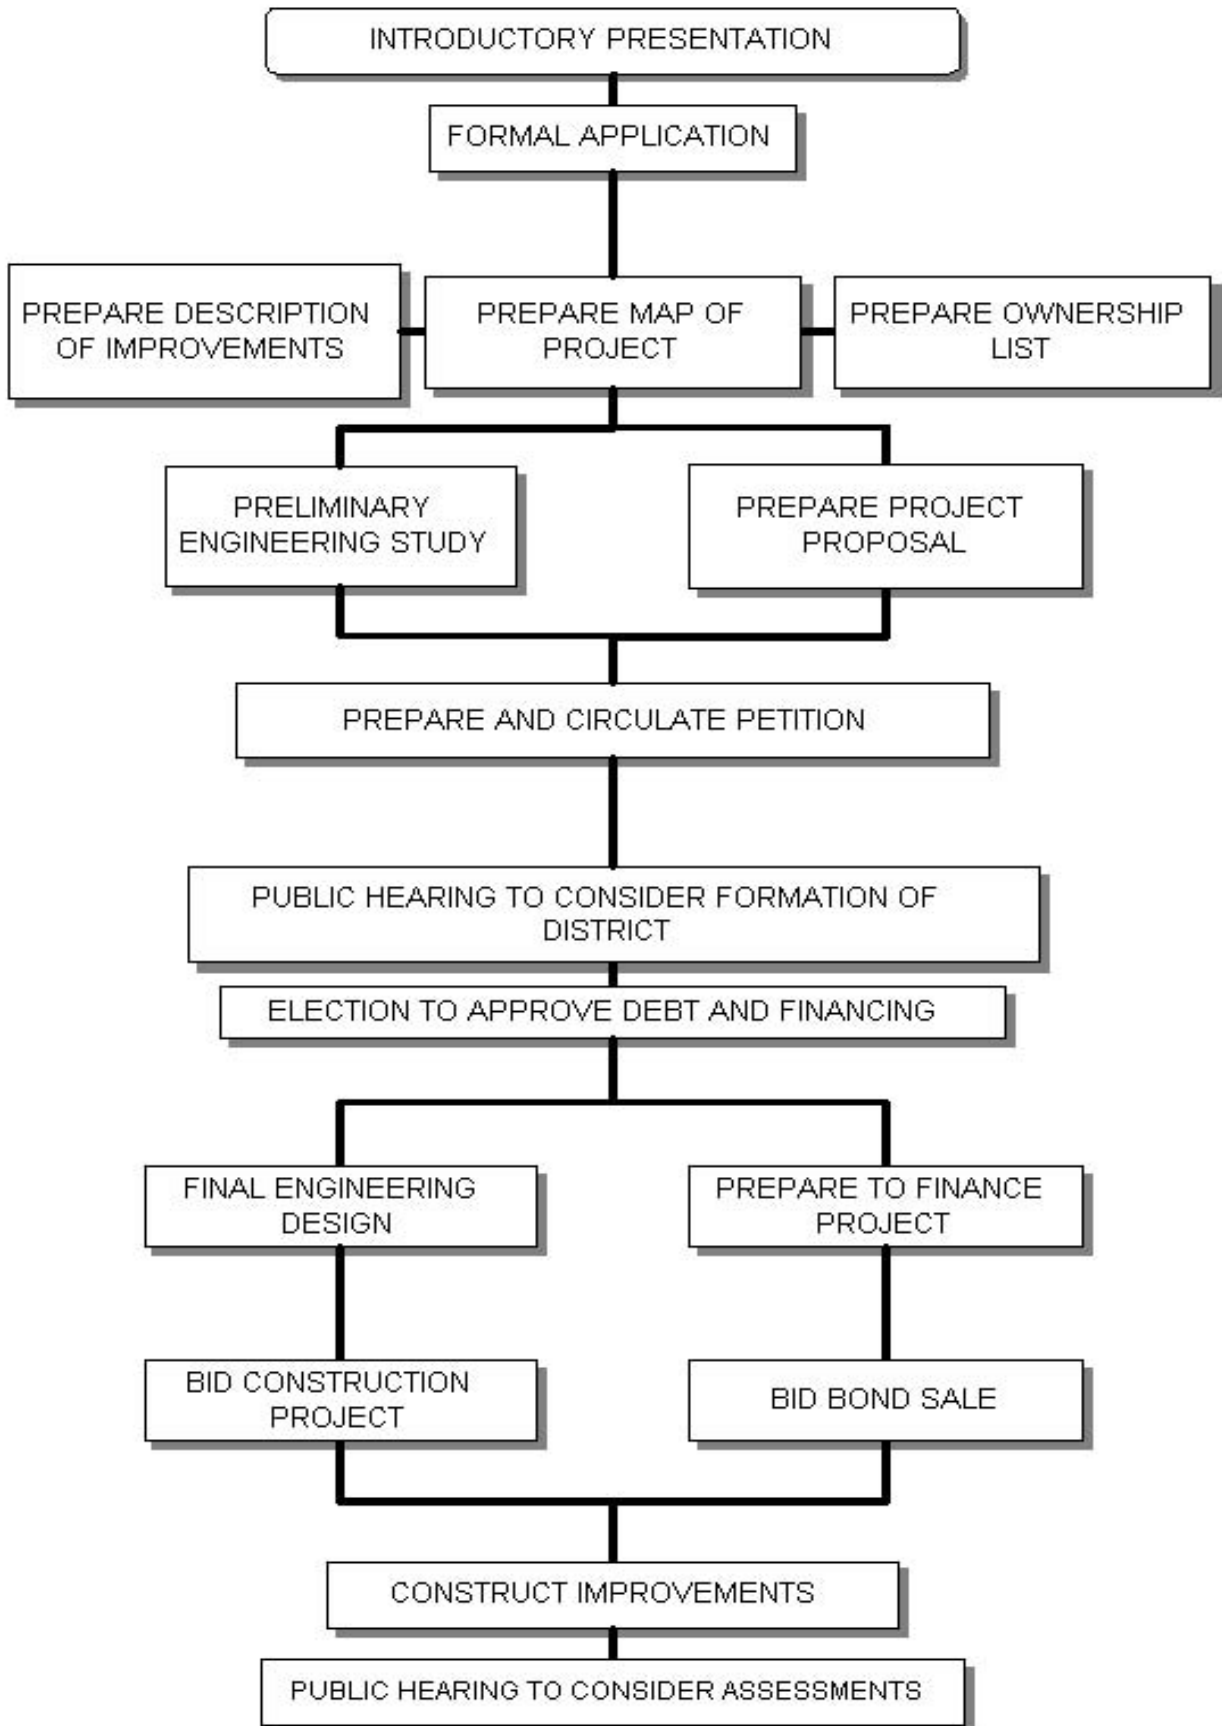 INTRODUCTORY PRESENTATION
FORMAL APPLICATION
PREPARE DESCRIPTION
OF IMPROVEMENTS
PREPARE MAP OF
PROJECT
PREPARE OWNERSHIP
LIST
PRELIMINARY
ENGINEERING STUDY
PREPARE PROJECT
PROPOSAL
PREPARE AND CIRCULATE PETITION
PUBLIC HEARING TO CONSIDER FORMATION OF
DISTRICT
ELECTION TO APPROVE DEBT AND FINANCING
FINAL ENGINEERING
DESIGN
PREPARE TO FINANCE
PROJECT
BID CONSTRUCTION
PROJECT
BID BOND SALE
CONSTRUCT IMPROVEMENTS
PUBLIC HEARING TO CONSIDER ASSESSMENTS